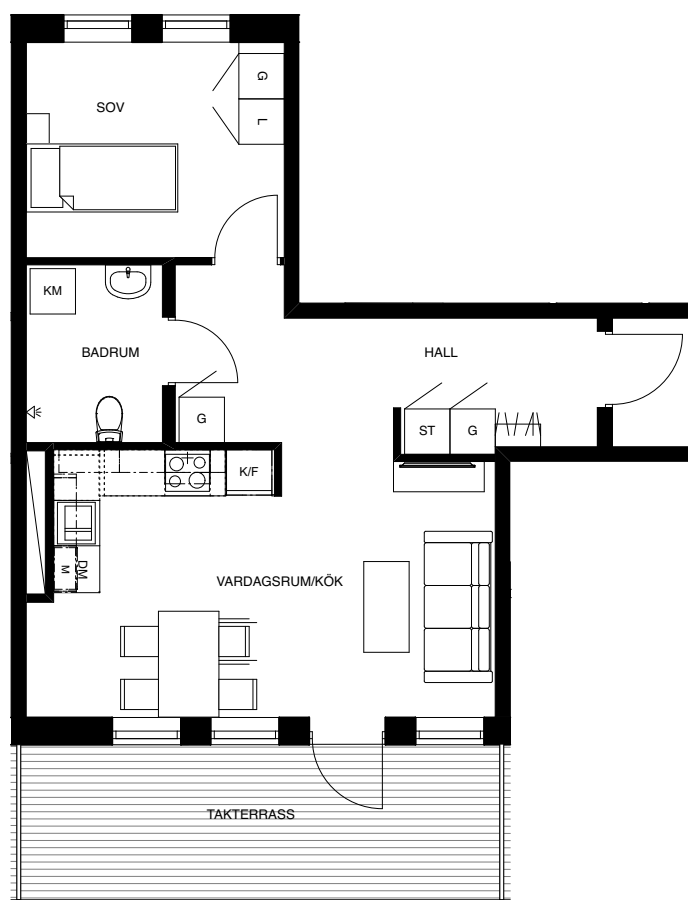 G
SOV
L
KM
BADRUM
HALL
G
ST
G
K/F
M
DM
VARDAGSRUM/KÖK
TAKTERRASS